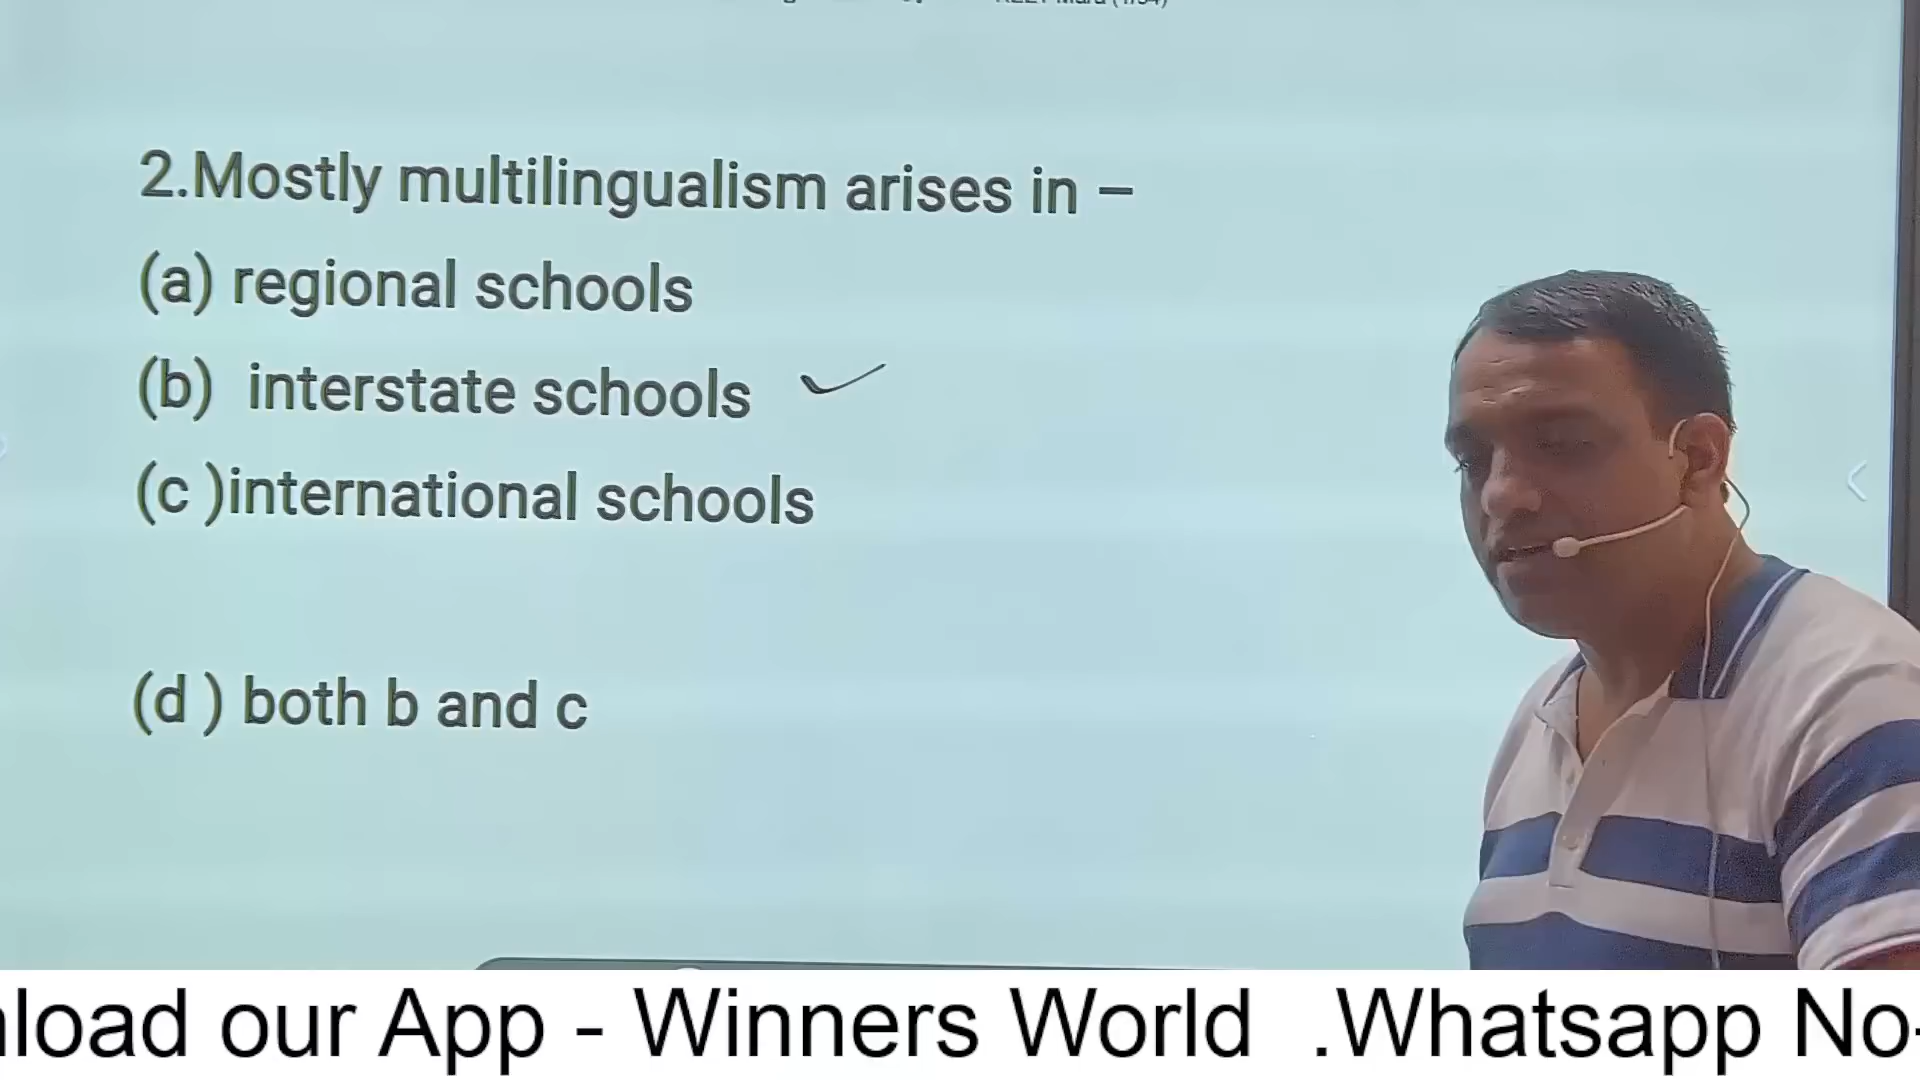 2.Mostly multilingualism arises in –
(a) regional schools
(b) interstate schools
(c )international schools
(d ) both b and c
our App - Winners World .Whatsapp No-